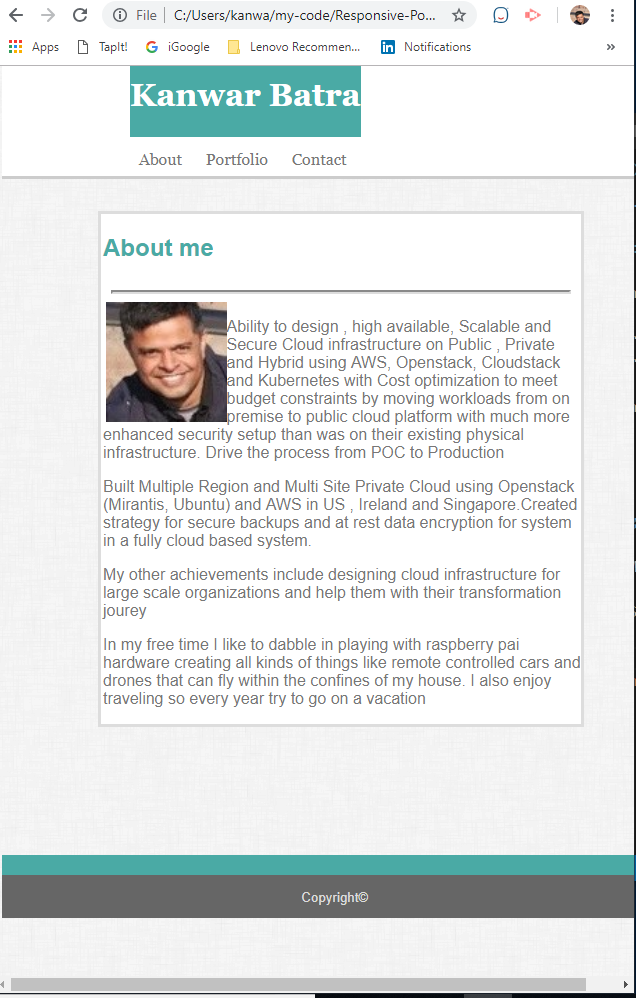 File | C:/Users/kanwa/my-code/Responsive-Po...
Apps TapIt! iGoogle Lenovo Recommen... Notifications »
Kanwar Batra
About Portfolio Contact
About me
Ability to design , high available, Scalable and
Secure Cloud infrastructure on Public , Private
and Hybrid using AWS, Openstack, Cloudstack
and Kubernetes with Cost optimization to meet
budget constraints by moving workloads from on
premise to public cloud platform with much more
enhanced security setup than was on their existing physical
infrastructure. Drive the process from POC to Production
Built Multiple Region and Multi Site Private Cloud using Openstack
(Mirantis, Ubuntu) and AWS in US , Ireland and Singapore.Created
strategy for secure backups and at rest data encryption for system
in a fully cloud based system.
My other achievements include designing cloud infrastructure for
large scale organizations and help them with their transformation
jourey
In my free time I like to dabble in playing with raspberry pai
hardware creating all kinds of things like remote controlled cars and
drones that can fly within the confines of my house. I also enjoy
traveling so every year try to go on a vacation
Copyright©